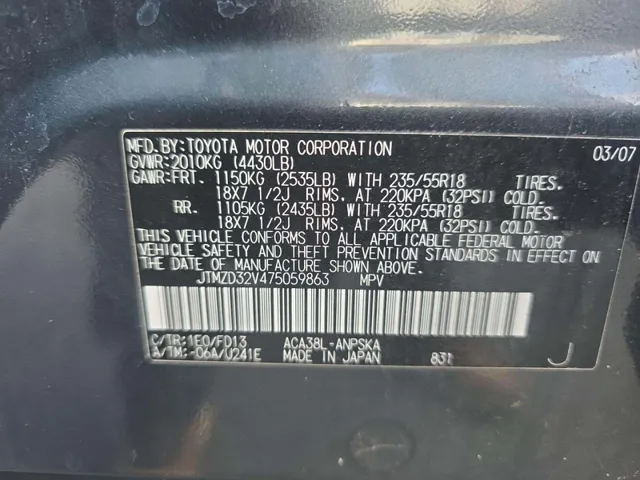 MFD.BY:TOYOTA MOTOR CORPORATION 03/07
GVWR:2010KG (4430LB)
GAWR:FRT. 1150KG (2535LB) WITH 235/55R18 TIRES.
18X7 1/2J RIMS, AT 220KPA (32PSI) COLD.
RR. 1105KG (2435LB) WITH 235/55R18 TIRES.
18X7 1/2J RIMS, AT 220KPA (32PSI) COLD.
THIS VEHICLE CONFORMS TO ALL APPLICABLE FEDERAL MOTOR
VEHICLE SAFETY AND THEFT PREVENTION STANDARDS IN EFFECT ON
THE DATE OF MANUFACTURE SHOWN ABOVE.
JTMZD32V475059863 MPV
C/TR:1E0/FD13 ACA38L-ANPSKA
A/TM:-06A/U241E MADE IN JAPAN 831 J